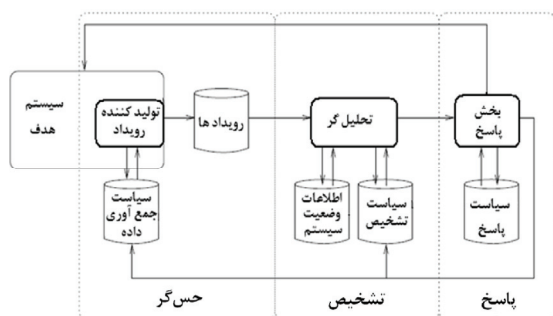 سیستم
هدف
تولید کننده
رویداد
رویداد ها
تحلیل گر
بخش
پاسخ
سیاست
جمع آوری
داده
اطلاعات
وضعیت
سیستم
سیاست
تشخیص
سیاست
پاسخ
حس‌گر
تشخیص
پاسخ